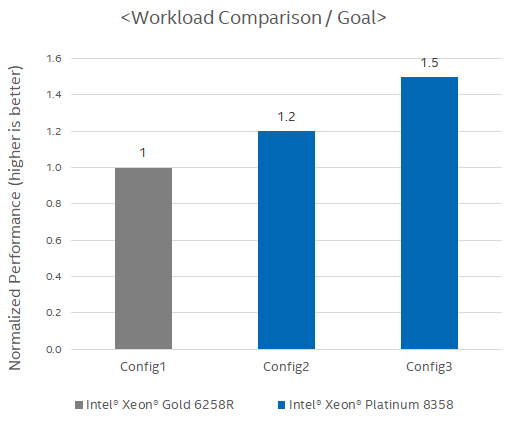 <Workload Comparison / Goal>
Normalized Performance (higher is better)
1.6
1.4
1.2
1.0
0.8
0.6
0.4
0.2
0.0
1
1.2
1.5
Config1
Config2
Config3
Intel® Xeon® Gold 6258R
Intel® Xeon® Platinum 8358